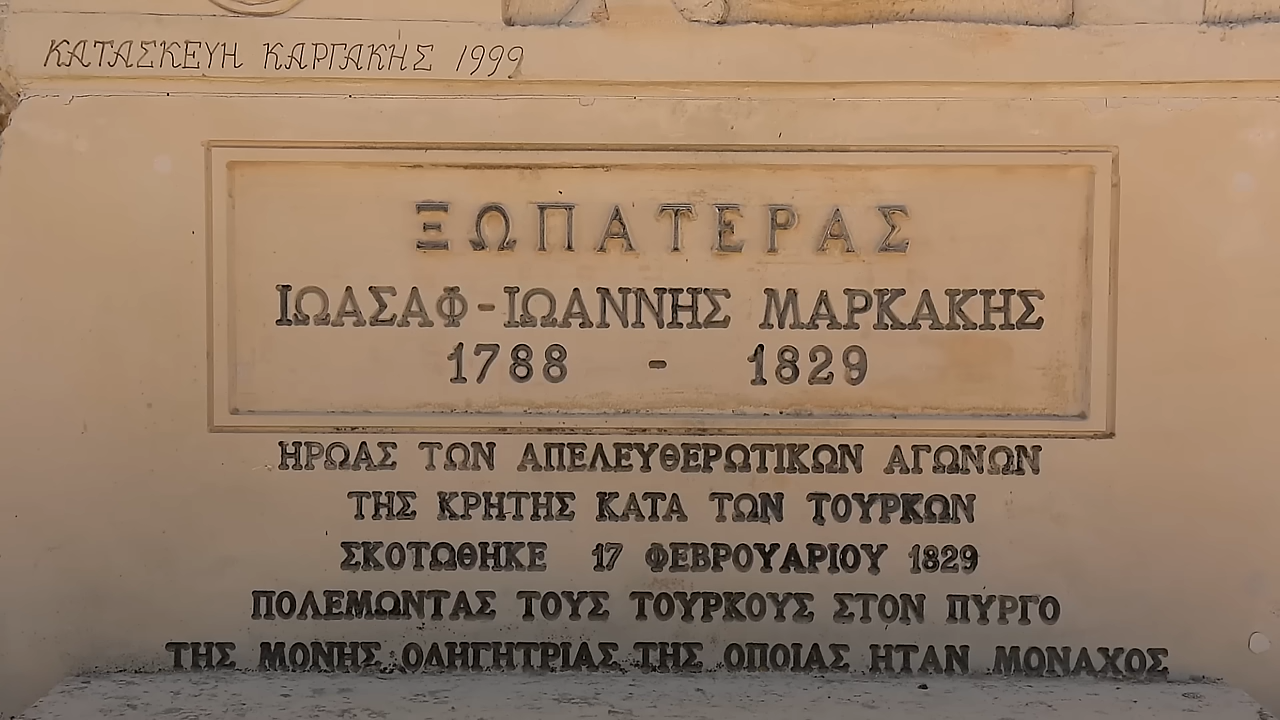 ΚΑΤΑΣΚΕΥΗ ΚΑΡΓΑΚΗΣ 1999
ΞΩΠΑΤΕΡΑΣ
ΙΩΑΣΑΦ-ΙΩΑΝΝΗΣ ΜΑΡΚΑΚΗΣ
1788 - 1829
ΗΡΩΑΣ ΤΩΝ ΑΠΕΛΕΥΘΕΡΩΤΙΚΩΝ ΑΓΩΝΩΝ
ΤΗΣ ΚΡΗΤΗΣ ΚΑΤΑ ΤΩΝ ΤΟΥΡΚΩΝ
ΣΚΟΤΩΘΗΚΕ 17 ΦΕΒΡΟΥΑΡΙΟΥ 1829
ΠΟΛΕΜΩΝΤΑΣ ΤΟΥΣ ΤΟΥΡΚΟΥΣ ΣΤΟΝ ΠΥΡΓΟ
ΤΗΣ ΜΟΝΗΣ ΟΔΗΓΗΤΡΙΑΣ ΤΗΣ ΟΠΟΙΑΣ ΗΤΑΝ ΜΟΝΑΧΟΣ